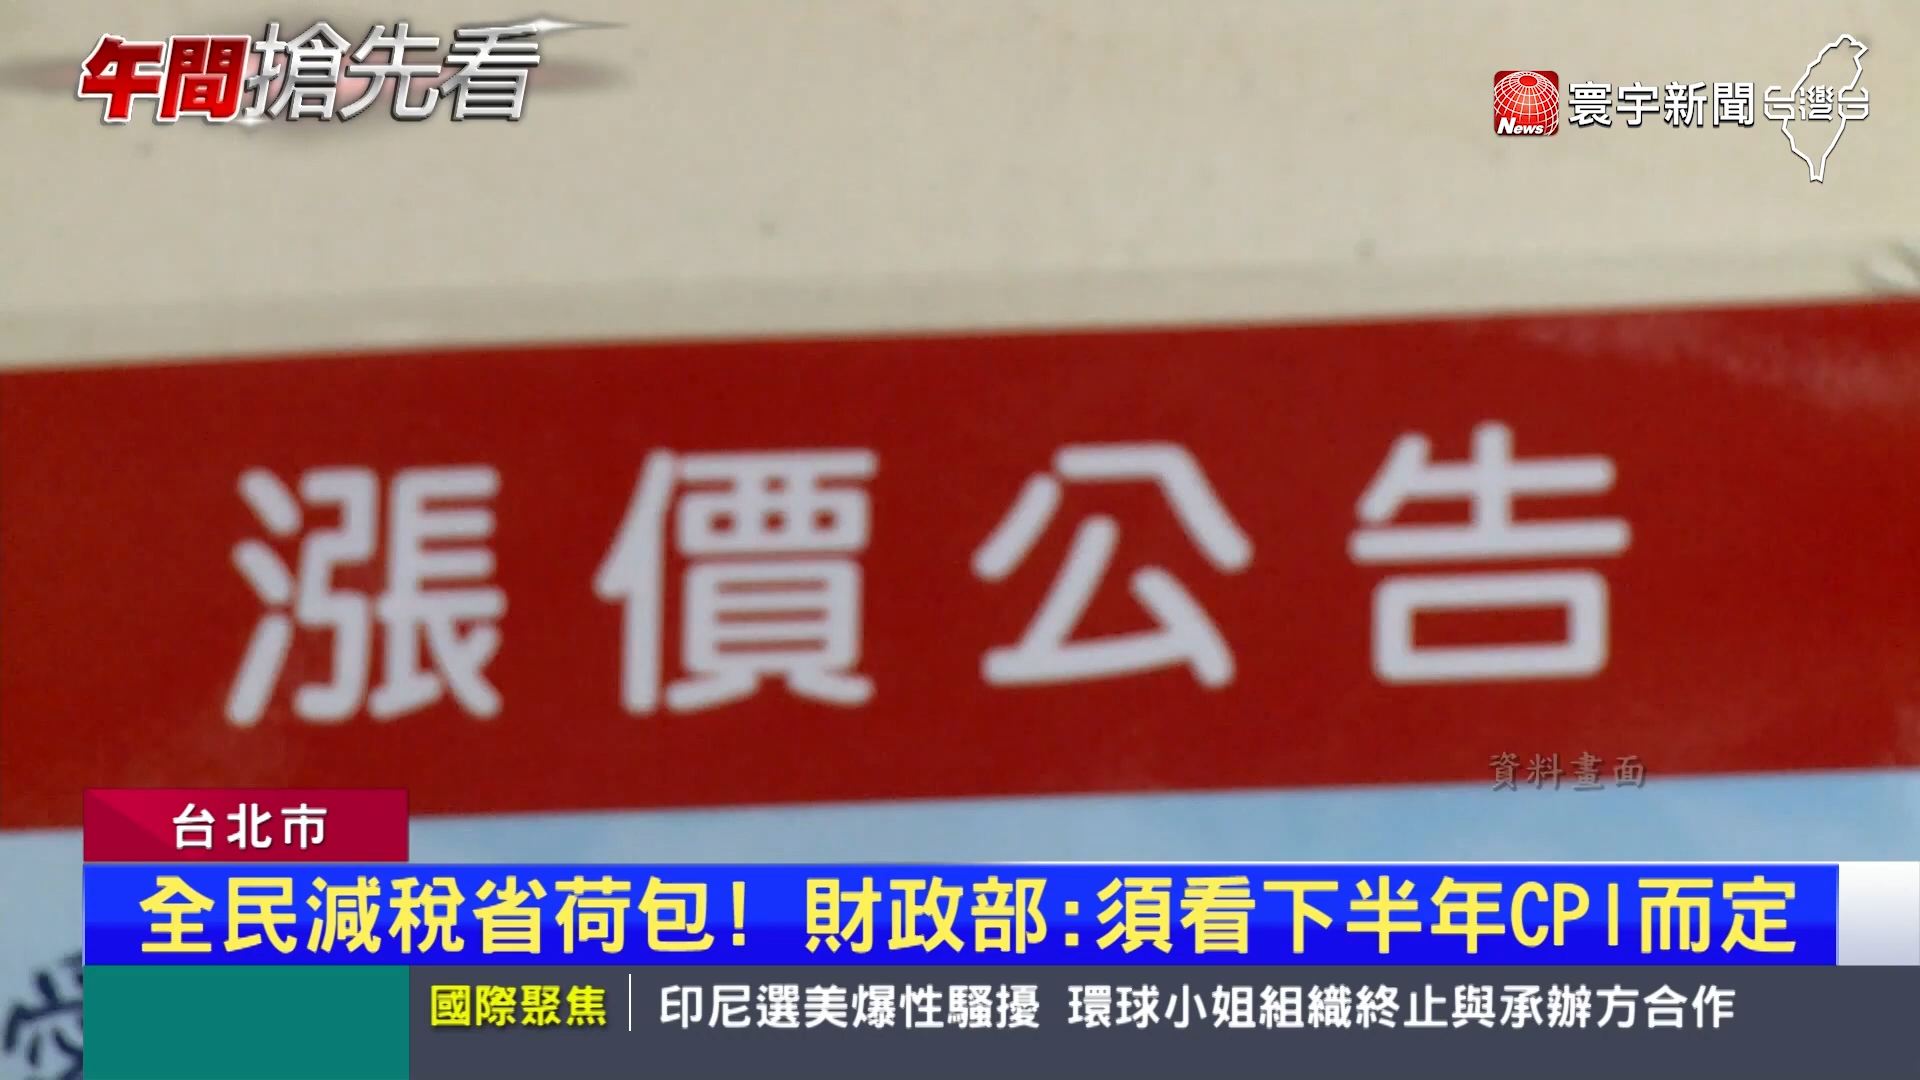 午間搶先看
News 寰宇新聞 台灣台
漲價公告
資料畫面
台北市
全民減稅省荷包! 財政部:須看下半年CPI而定
國際聚焦 印尼選美爆性騷擾 環球小姐組織終止與承辦方合作